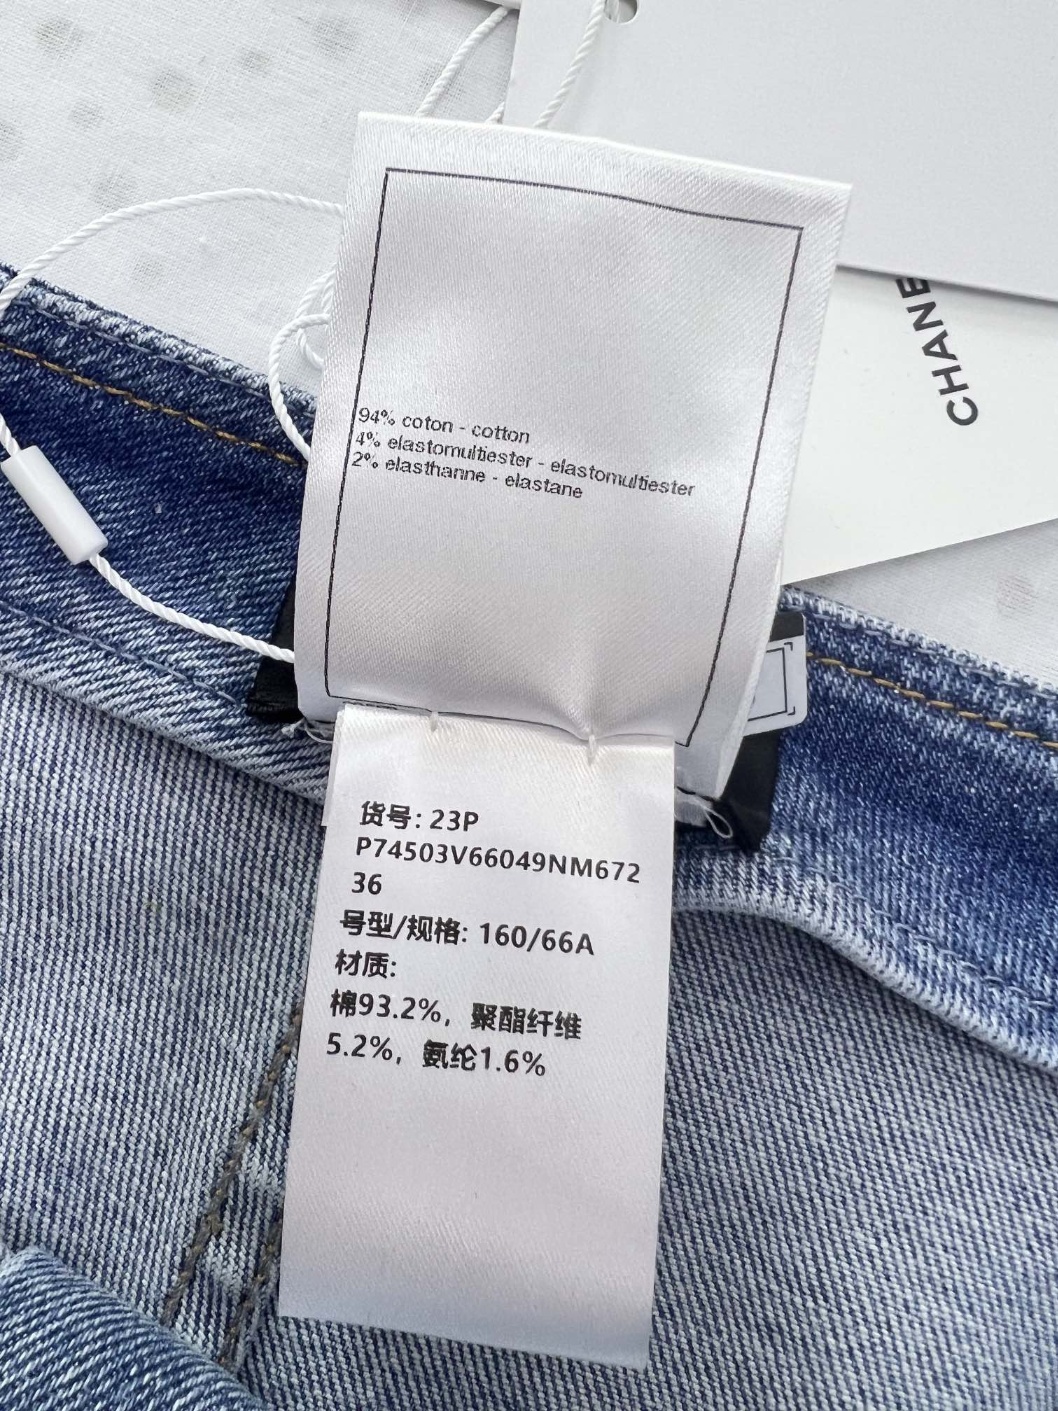 CHANE
94% coton - cotton
4% elastomultiester - elastomultiester
2% elasthanne - elastane
货号: 23P
P74503V66049NM672
36
号型/规格: 160/66A
材质:
棉93.2%, 聚酯纤维
5.2%, 氨纶1.6%